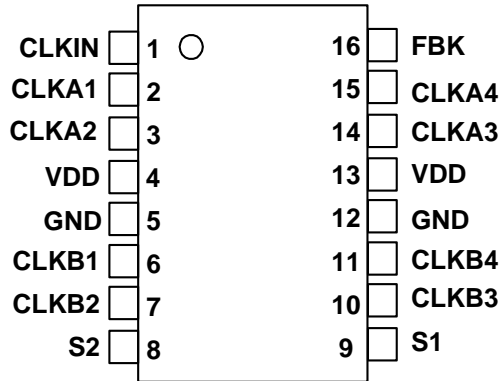 CLKIN 1 16 FBK
CLKA1 2 15 CLKA4
CLKA2 3 14 CLKA3
VDD 4 13 VDD
GND 5 12 GND
CLKB1 6 11 CLKB4
CLKB2 7 10 CLKB3
S2 8 9 S1